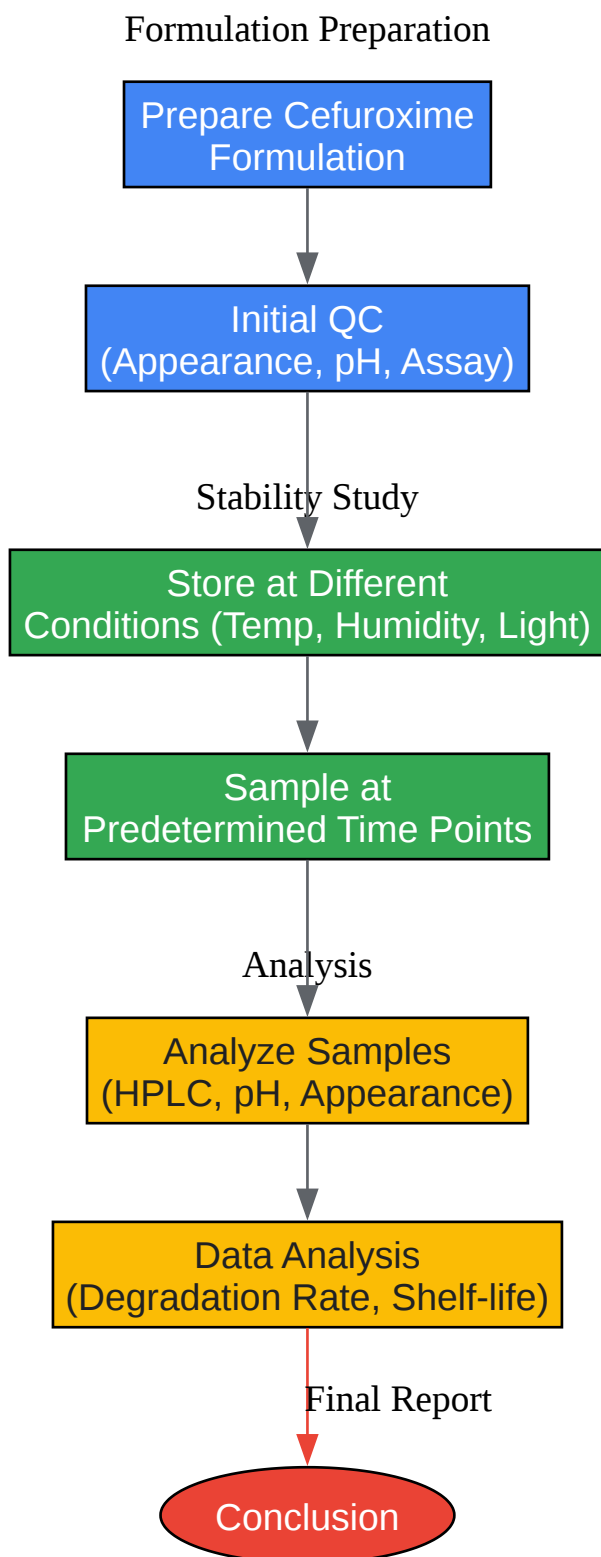 Formulation Preparation
Prepare Cefuroxime
Formulation
Initial QC
(Appearance, pH, Assay)
Stability Study
Store at Different
Conditions (Temp, Humidity, Light)
Sample at
Predetermined Time Points
Analysis
Analyze Samples
(HPLC, pH, Appearance)
Data Analysis
(Degradation Rate, Shelf-life)
Final Report
Conclusion